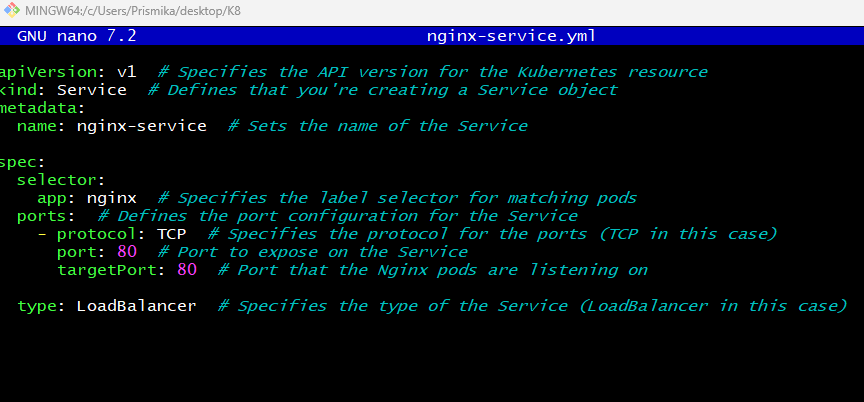 MINGW64:/c/Users/Prismika/desktop/K8
GNU nano 7.2 nginx-service.yml
apiVersion: v1  # Specifies the API version for the Kubernetes resource
kind: Service  # Defines that you're creating a Service object
metadata:
  name: nginx-service  # Sets the name of the Service
spec:
  selector:
    app: nginx  # Specifies the label selector for matching pods
  ports:  # Defines the port configuration for the Service
    - protocol: TCP  # Specifies the protocol for the ports (TCP in this case)
      port: 80  # Port to expose on the Service
      targetPort: 80  # Port that the Nginx pods are listening on
  type: LoadBalancer  # Specifies the type of the Service (LoadBalancer in this case)